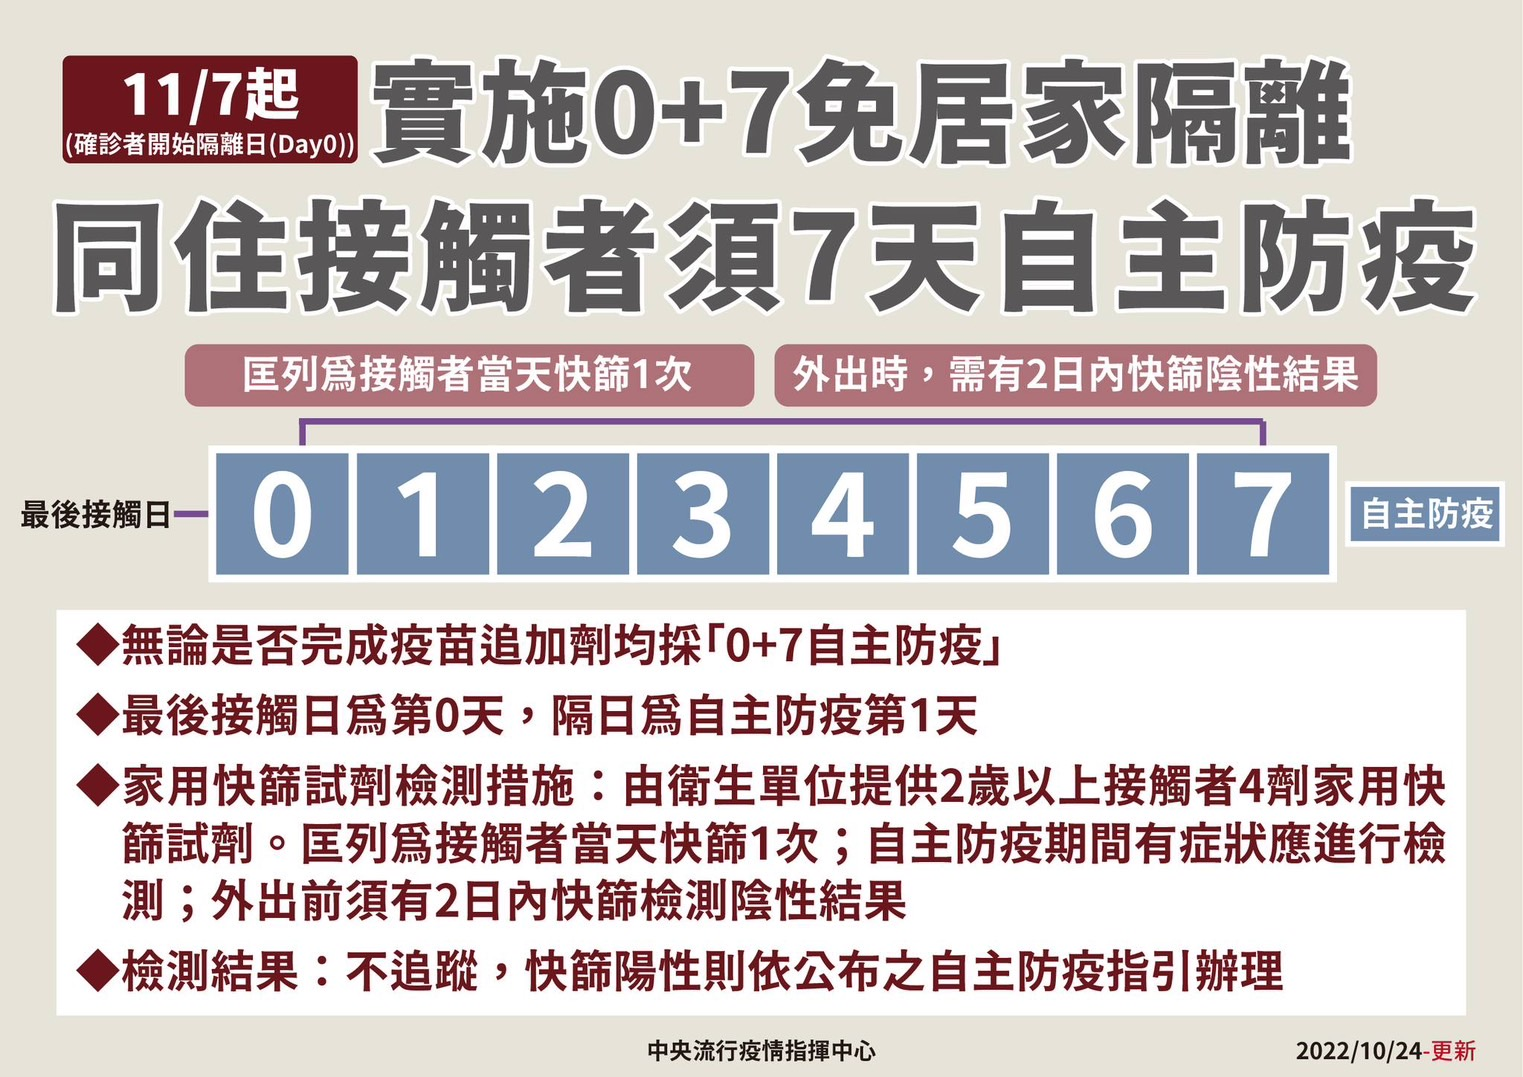 11/7起
(確診者開始隔離日(Day0))
實施0+7免居家隔離
同住接觸者須7天自主防疫
匡列爲接觸者當天快篩1次
外出時，需有2日內快篩陰性結果
最後接觸日
0 1 2 3 4 5 6 7
自主防疫
◆無論是否完成疫苗追加劑均採「0+7自主防疫」
◆最後接觸日爲第0天，隔日爲自主防疫第1天
◆家用快篩試劑檢測措施：由衛生單位提供2歲以上接觸者4劑家用快
篩試劑。匡列爲接觸者當天快篩1次；自主防疫期間有症狀應進行檢
測；外出前須有2日內快篩檢測陰性結果
◆檢測結果：不追蹤，快篩陽性則依公布之自主防疫指引辦理
中央流行疫情指揮中心
2022/10/24-更新